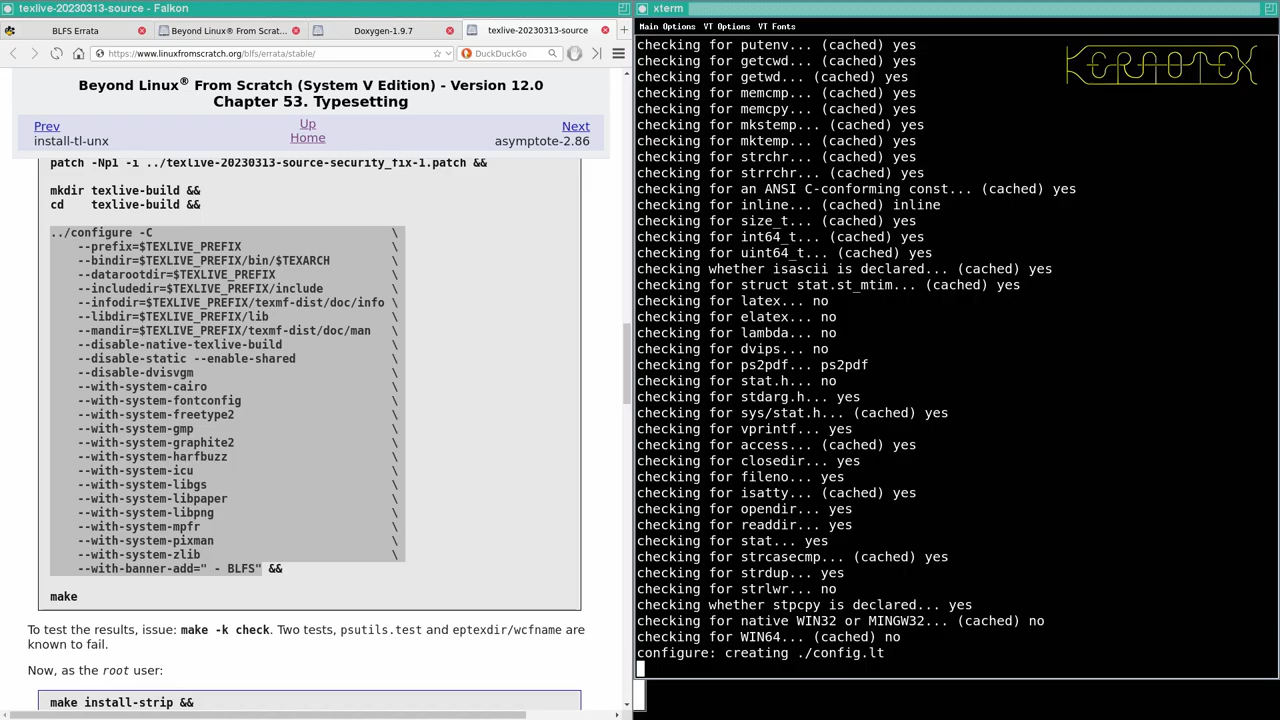 texlive-20230313-source - Falkon
BLFS Errata
Beyond Linux® From Scrat...
Doxygen-1.9.7
texlive-20230313-source
https://www.linuxfromscratch.org/blfs/errata/stable/
DuckDuckGo
Beyond Linux® From Scratch (System V Edition) - Version 12.0
Chapter 53. Typesetting
Prev
Up
Next
install-tl-unx
Home
asymptote-2.86
patch -Np1 -i ../texlive-20230313-source-security_fix-1.patch &&
mkdir texlive-build &&
cd    texlive-build &&
../configure -C                                  \
    --prefix=$TEXLIVE_PREFIX                     \
    --bindir=$TEXLIVE_PREFIX/bin/$TEXARCH        \
    --datarootdir=$TEXLIVE_PREFIX                \
    --includedir=$TEXLIVE_PREFIX/include         \
    --infodir=$TEXLIVE_PREFIX/texmf-dist/doc/info \
    --libdir=$TEXLIVE_PREFIX/lib                 \
    --mandir=$TEXLIVE_PREFIX/texmf-dist/doc/man  \
    --disable-native-texlive-build               \
    --disable-static --enable-shared             \
    --disable-dvisvgm                            \
    --with-system-cairo                          \
    --with-system-fontconfig                     \
    --with-system-freetype2                      \
    --with-system-gmp                            \
    --with-system-graphite2                      \
    --with-system-harfbuzz                       \
    --with-system-icu                            \
    --with-system-libgs                          \
    --with-system-libpaper                       \
    --with-system-libpng                         \
    --with-system-mpfr                           \
    --with-system-pixman                         \
    --with-system-zlib                           \
    --with-banner-add=" - BLFS" &&
make
To test the results, issue: make -k check. Two tests, psutils.test and eptexdir/wcfname are
known to fail.
Now, as the root user:
make install-strip &&
xterm
Main Options VT Options VT Fonts
KERAOTEX
checking for putenv... (cached) yes
checking for getcwd... (cached) yes
checking for getwd... (cached) yes
checking for memcmp... (cached) yes
checking for memcpy... (cached) yes
checking for mkstemp... (cached) yes
checking for mktemp... (cached) yes
checking for strchr... (cached) yes
checking for strrchr... (cached) yes
checking for an ANSI C-conforming const... (cached) yes
checking for inline... (cached) inline
checking for size_t... (cached) yes
checking for int64_t... (cached) yes
checking for uint64_t... (cached) yes
checking whether isascii is declared... (cached) yes
checking for struct stat.st_mtim... (cached) yes
checking for latex... no
checking for elatex... no
checking for lambda... no
checking for dvips... no
checking for ps2pdf... ps2pdf
checking for stat.h... no
checking for stdarg.h... yes
checking for sys/stat.h... (cached) yes
checking for vprintf... yes
checking for access... (cached) yes
checking for closedir... yes
checking for fileno... yes
checking for isatty... (cached) yes
checking for opendir... yes
checking for readdir... yes
checking for stat... yes
checking for strcasecmp... (cached) yes
checking for strdup... yes
checking for strlwr... no
checking whether stpcpy is declared... yes
checking for native WIN32 or MINGW32... (cached) no
checking for WIN64... (cached) no
configure: creating ./config.lt